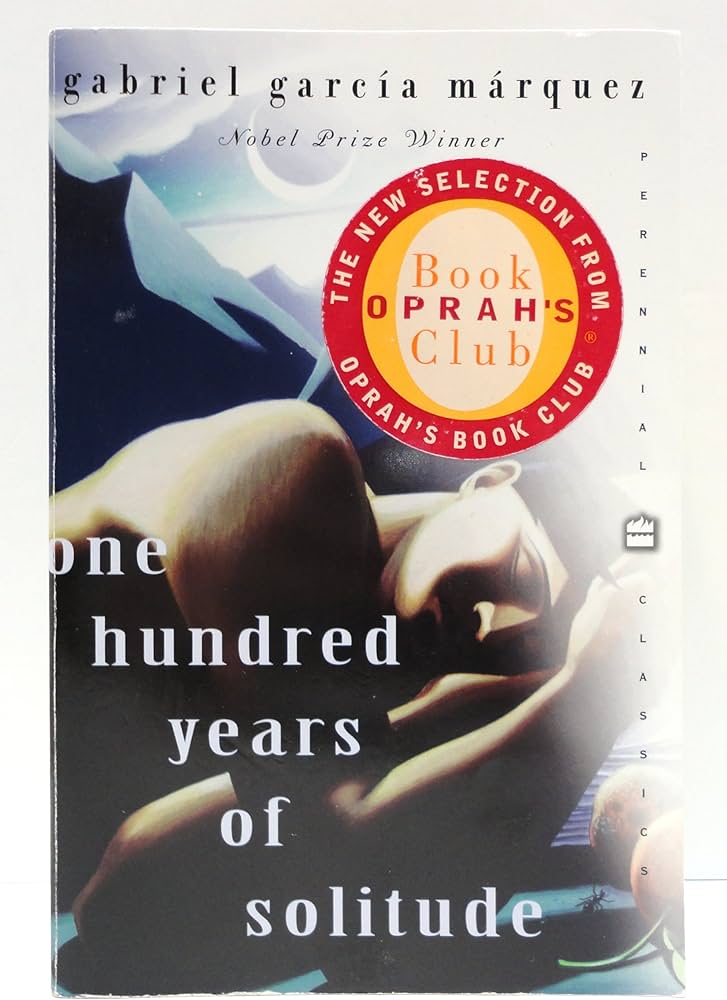 gabriel garcía márquez
Nobel Prize Winner
THE NEW SELECTION FROM
Book
OPRAH'S
Club
®
OPRAH'S BOOK CLUB
PERENNIAL
CLASSICS
one
hundred
years
of
solitude